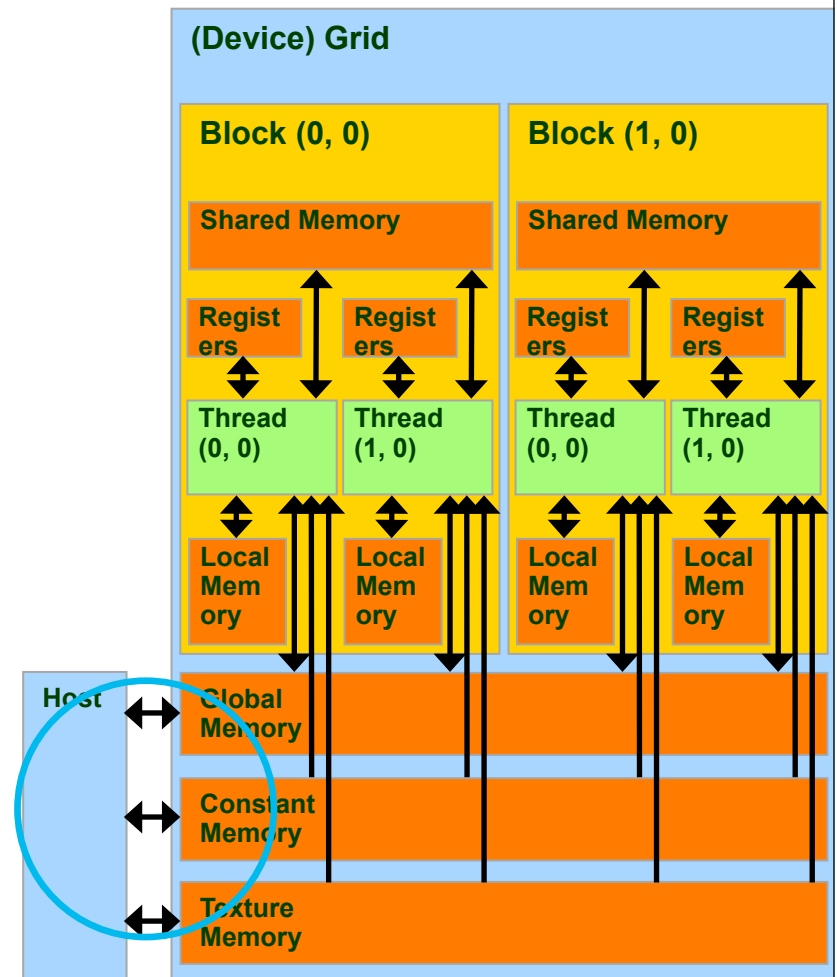 (Device) Grid
Block (0, 0)
Block (1, 0)
Shared Memory
Shared Memory
Regist
ers
Regist
ers
Regist
ers
Regist
ers
Thread
(0, 0)
Thread
(1, 0)
Thread
(0, 0)
Thread
(1, 0)
Local
Mem
ory
Local
Mem
ory
Local
Mem
ory
Local
Mem
ory
Host
Global
Memory
Constant
Memory
Texture
Memory